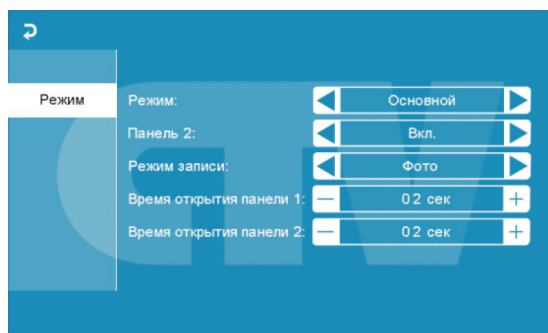 Режим
Режим: Основной
Панель 2: Вкл.
Режим записи: Фото
Время открытия панели 1: — 02 сек +
Время открытия панели 2: — 02 сек +